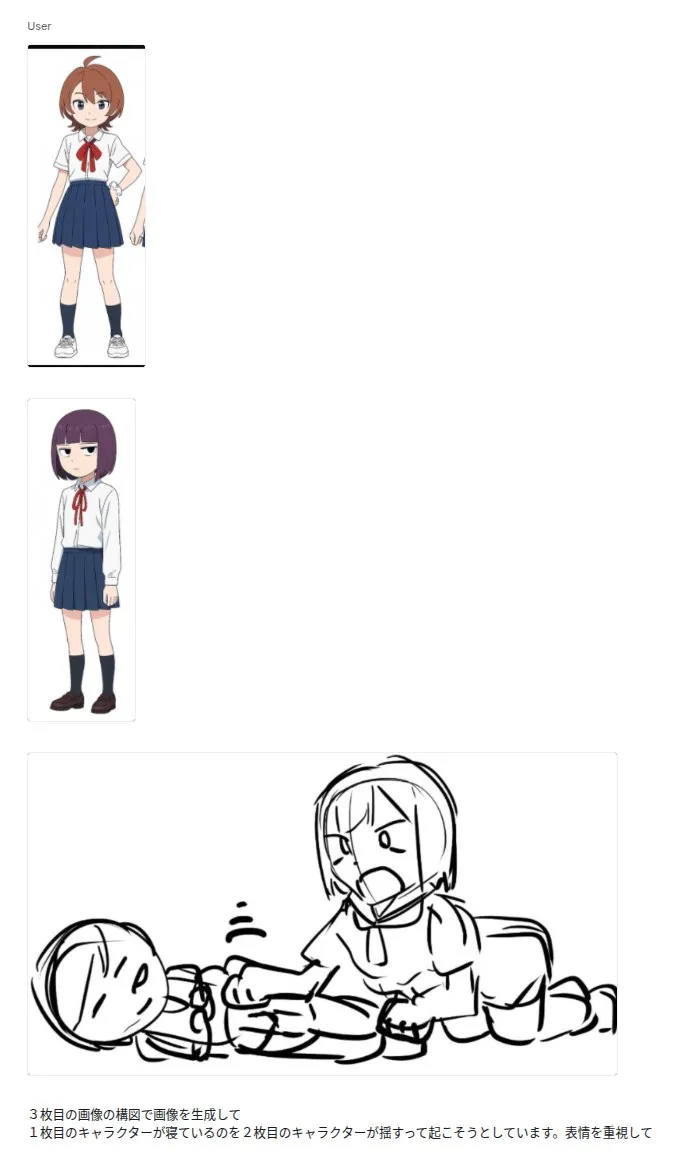 User
３枚目の画像の構図で画像を生成して
１枚目のキャラクターが寝ているのを２枚目のキャラクターが揺すって起こそうとしています。表情を重視して